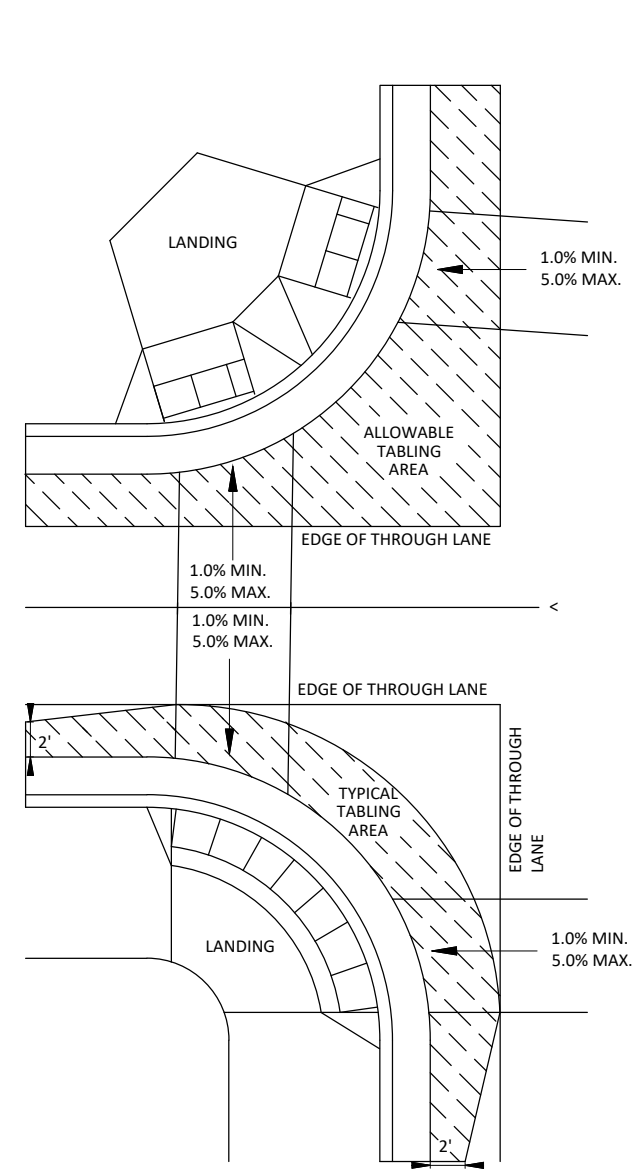 LANDING
1.0% MIN.
5.0% MAX.
ALLOWABLE
TABLING
AREA
EDGE OF THROUGH LANE
1.0% MIN.
5.0% MAX.
<
1.0% MIN.
5.0% MAX.
EDGE OF THROUGH LANE
2'
EDGE OF THROUGH
LANE
TYPICAL
TABLING
AREA
LANDING
1.0% MIN.
5.0% MAX.
2'